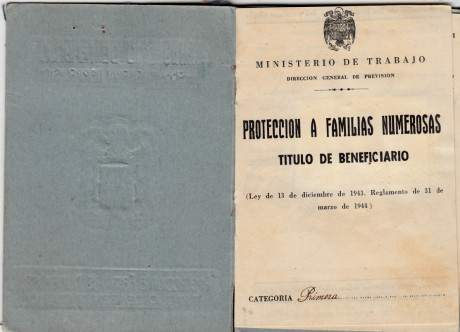 MINISTERIO DE TRABAJO
DIRECCION GENERAL DE PREVISION
PROTECCION A FAMILIAS NUMEROSAS
TITULO DE BENEFICIARIO
(Ley de 13 de diciembre de 1943. Reglamento de 31 de
marzo de 1944)
CATEGORIA Primera